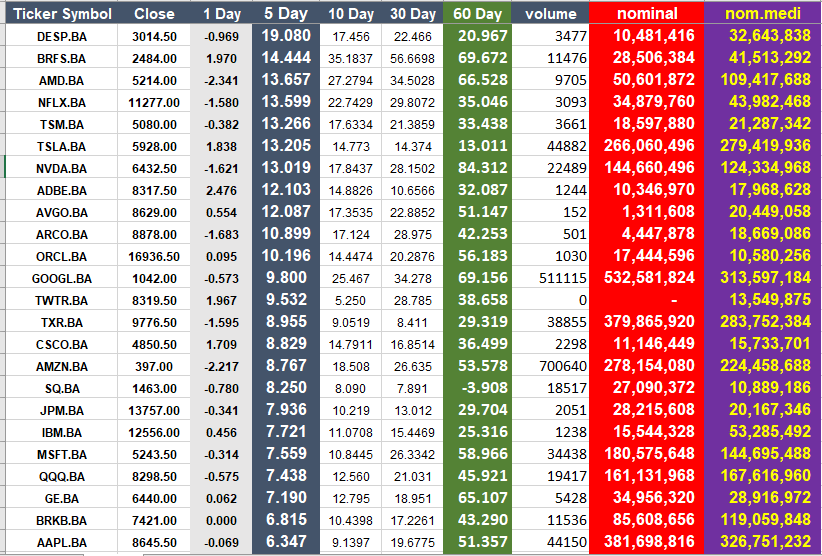 Ticker Symbol Close 1 Day 5 Day 10 Day 30 Day 60 Day volume nominal nom.medi
DESP.BA 3014.50 -0.969 19.080 17.456 22.466 20.967 3477 10,481,416 32,643,838
BRFS.BA 2484.00 1.970 14.444 35.1837 56.6698 69.672 11476 28,506,384 41,513,292
AMD.BA 5214.00 -2.341 13.657 27.2794 34.5028 66.528 9705 50,601,872 109,417,688
NFLX.BA 11277.00 -1.580 13.599 22.7429 29.8072 35.046 3093 34,879,760 43,982,468
TSM.BA 5080.00 -0.382 13.266 17.6334 21.3859 33.438 3661 18,597,880 21,287,342
TSLA.BA 5928.00 1.838 13.205 14.773 14.374 13.011 44882 266,060,496 279,419,936
NVDA.BA 6432.50 -1.621 13.019 17.8437 28.1502 84.312 22489 144,660,496 124,334,968
ADBE.BA 8317.50 2.476 12.103 14.8826 10.6566 32.087 1244 10,346,970 17,968,628
AVGO.BA 8629.00 0.554 12.087 17.3535 22.8852 51.147 152 1,311,608 20,449,058
ARCO.BA 8878.00 -1.683 10.899 17.124 28.975 42.253 501 4,447,878 18,669,086
ORCL.BA 16936.50 0.095 10.196 14.4474 20.2876 56.183 1030 17,444,596 10,580,256
GOOGL.BA 1042.00 -0.573 9.800 25.467 34.278 69.156 511115 532,581,824 313,597,184
TWTR.BA 8319.50 1.967 9.532 5.250 28.785 38.658 0 - 13,549,875
TXR.BA 9776.50 -1.595 8.955 9.0519 8.411 29.319 38855 379,865,920 283,752,384
CSCO.BA 4850.50 1.709 8.829 14.7911 16.8514 36.499 2298 11,146,449 15,733,701
AMZN.BA 397.00 -2.217 8.767 18.508 26.635 53.578 700640 278,154,080 224,458,688
SQ.BA 1463.00 -0.780 8.250 8.090 7.891 -3.908 18517 27,090,372 10,889,186
JPM.BA 13757.00 -0.341 7.936 10.219 13.012 29.704 2051 28,215,608 20,167,346
IBM.BA 12556.00 0.456 7.721 11.0708 15.4469 25.316 1238 15,544,328 53,285,492
MSFT.BA 5243.50 -0.314 7.559 10.8445 26.3342 58.966 34438 180,575,648 144,695,488
QQQ.BA 8298.50 -0.575 7.438 12.560 21.031 45.921 19417 161,131,968 167,616,960
GE.BA 6440.00 0.062 7.190 12.795 18.951 65.107 5428 34,956,320 28,916,972
BRKB.BA 7421.00 0.000 6.815 10.4398 17.2261 43.290 11536 85,608,656 119,059,848
AAPL.BA 8645.50 -0.069 6.347 9.1397 19.6775 51.357 44150 381,698,816 326,751,232